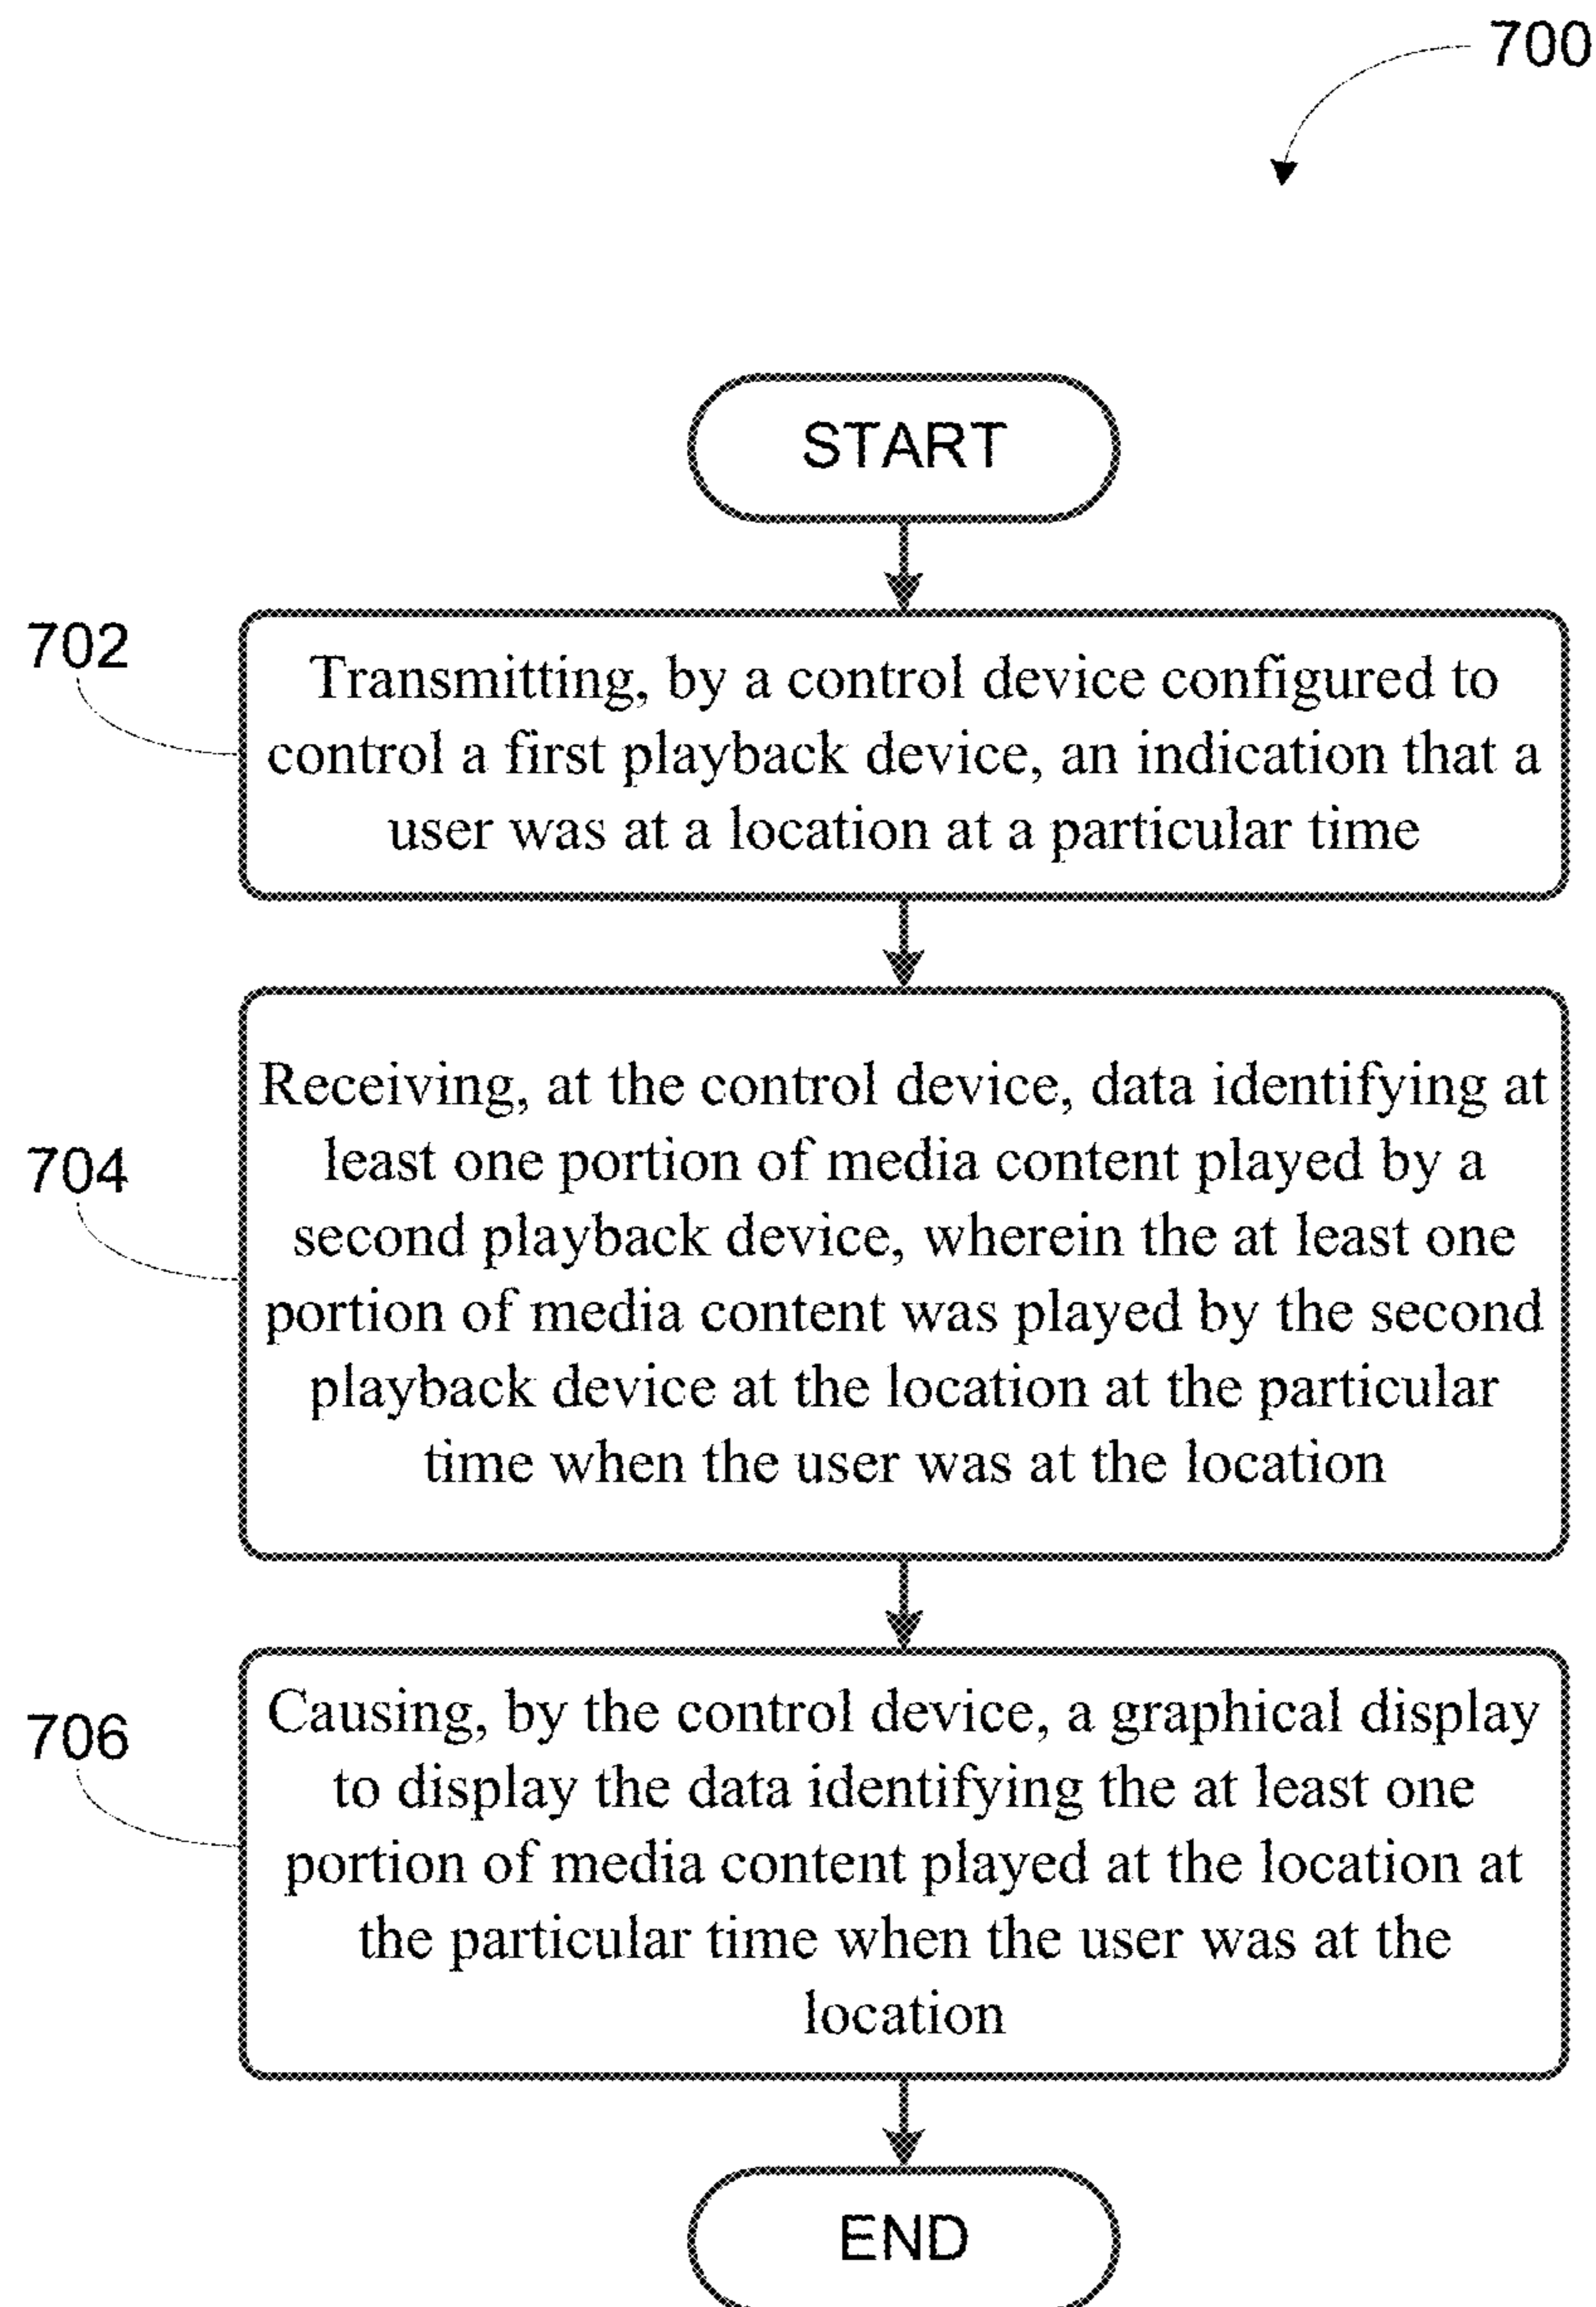 700
START
702
Transmitting, by a control device configured to
control a first playback device, an indication that a
user was at a location at a particular time
704
Receiving, at the control device, data identifying at
least one portion of media content played by a
second playback device, wherein the at least one
portion of media content was played by the second
playback device at the location at the particular
time when the user was at the location
706
Causing, by the control device, a graphical display
to display the data identifying the at least one
portion of media content played at the location at
the particular time when the user was at the
location
END